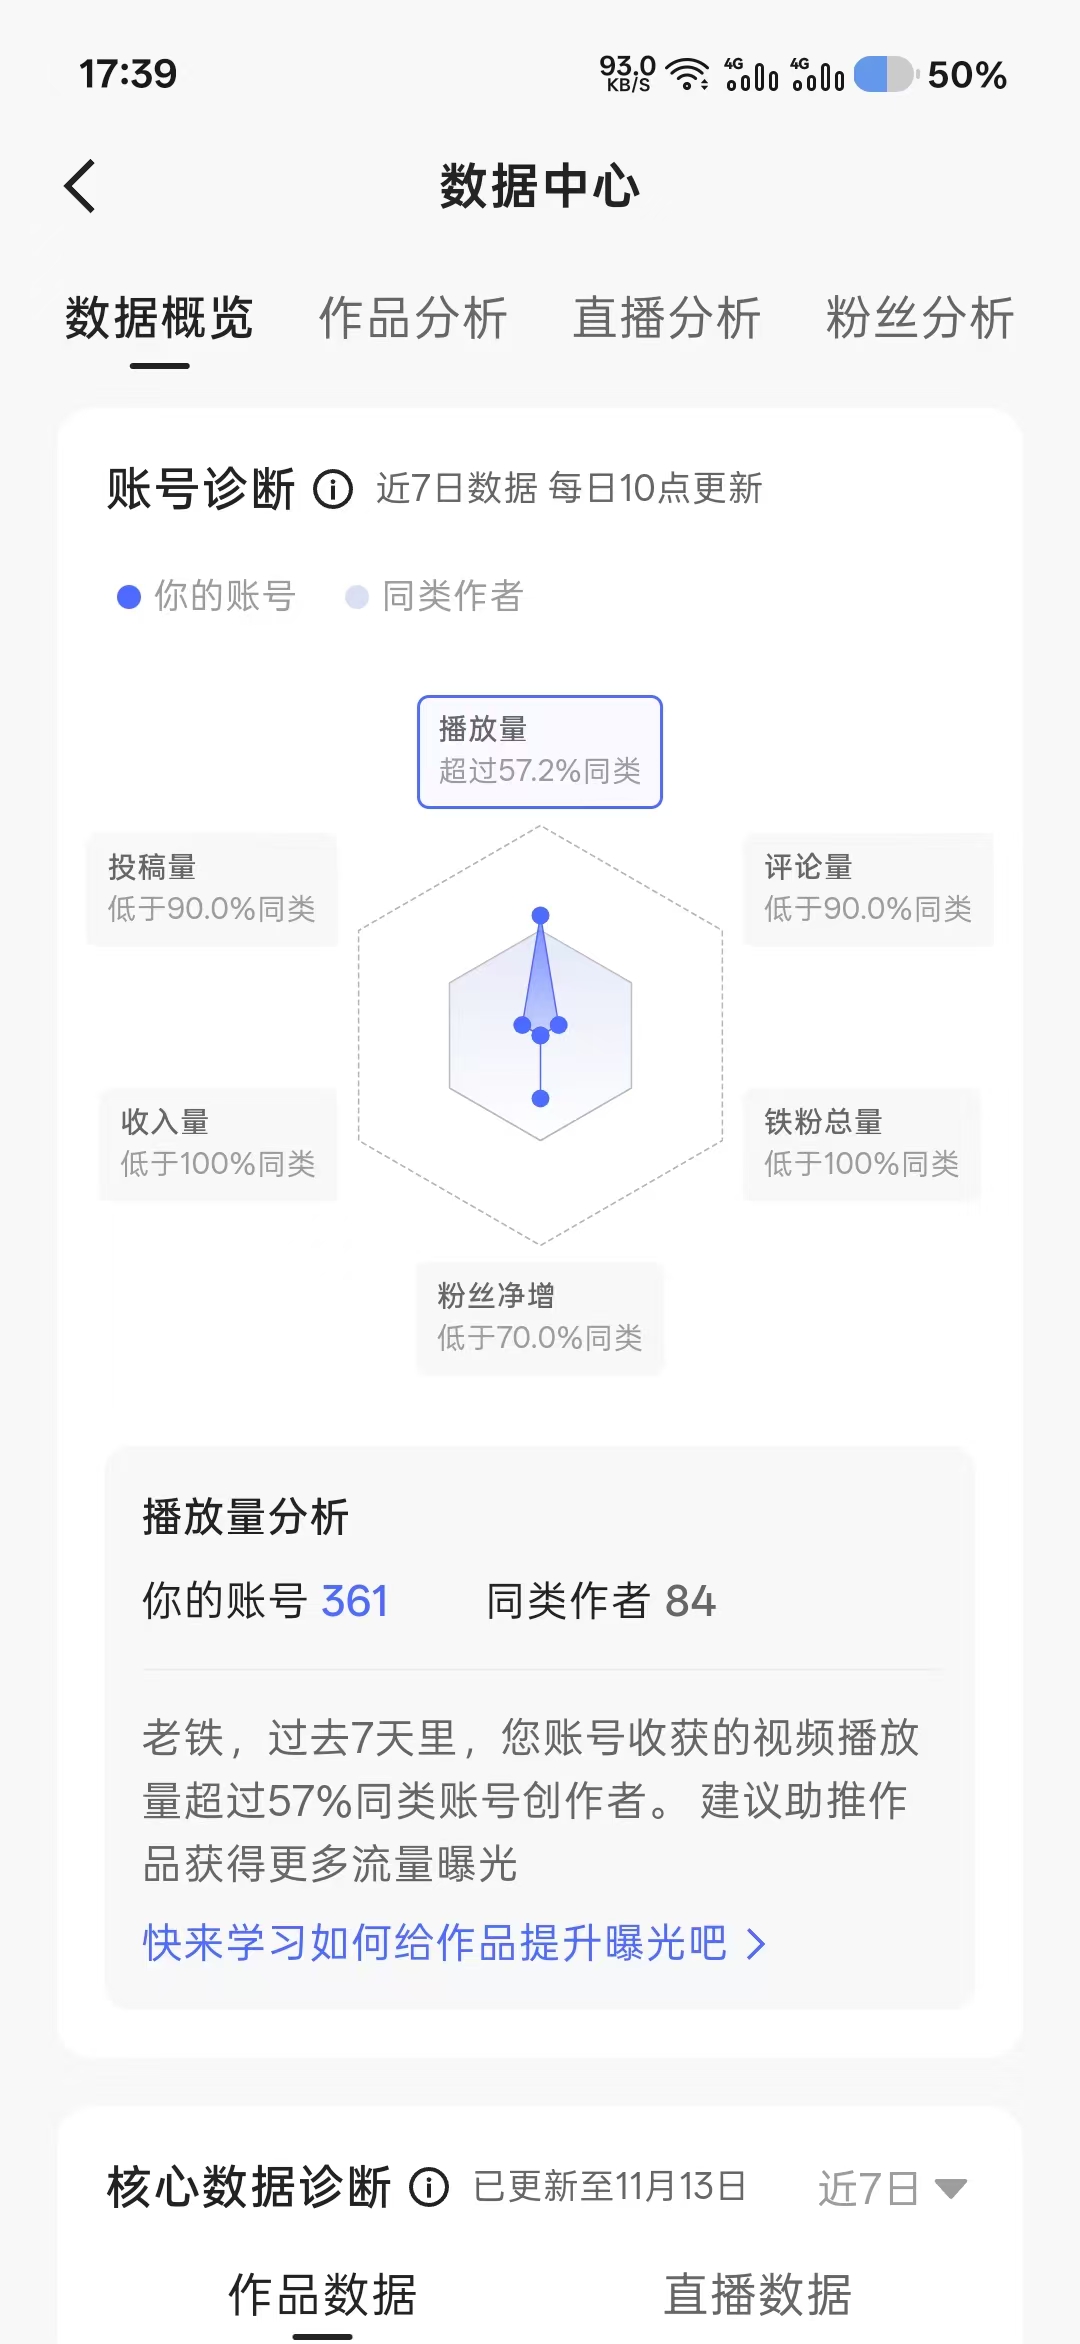 17:39
93.0 KB/S 4G 4G 50%
数据中心
数据概览 作品分析 直播分析 粉丝分析
账号诊断 近7日数据 每日10点更新
你的账号 同类作者
播放量
超过57.2%同类
投稿量
低于90.0%同类
评论量
低于90.0%同类
收入量
低于100%同类
铁粉总量
低于100%同类
粉丝净增
低于70.0%同类
播放量分析
你的账号 361 同类作者 84
老铁，过去7天里，您账号收获的视频播放
量超过57%同类账号创作者。 建议助推作
品获得更多流量曝光
快来学习如何给作品提升曝光吧
核心数据诊断 已更新至11月13日 近7日
作品数据 直播数据